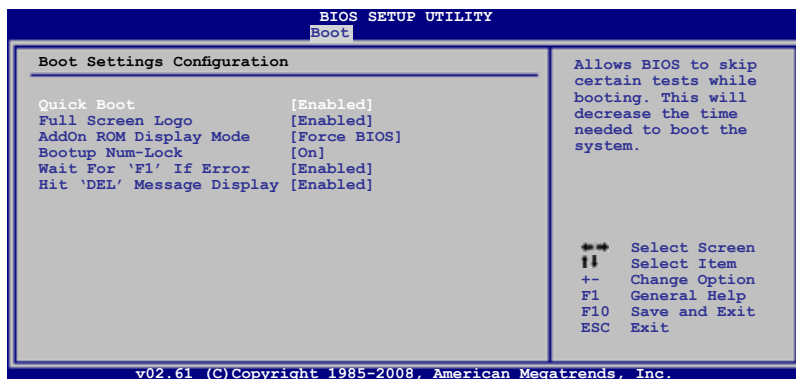 BIOS SETUP UTILITY
Boot
Boot Settings Configuration
Quick Boot [Enabled]
Full Screen Logo [Enabled]
AddOn ROM Display Mode [Force BIOS]
Bootup Num-Lock [On]
Wait For ‘F1’ If Error [Enabled]
Hit ‘DEL’ Message Display [Enabled]
Allows BIOS to skip
certain tests while
booting. This will
decrease the time
needed to boot the
system.
←→ Select Screen
↑↓ Select Item
+- Change Option
F1 General Help
F10 Save and Exit
ESC Exit
v02.61 (C)Copyright 1985-2008, American Megatrends, Inc.